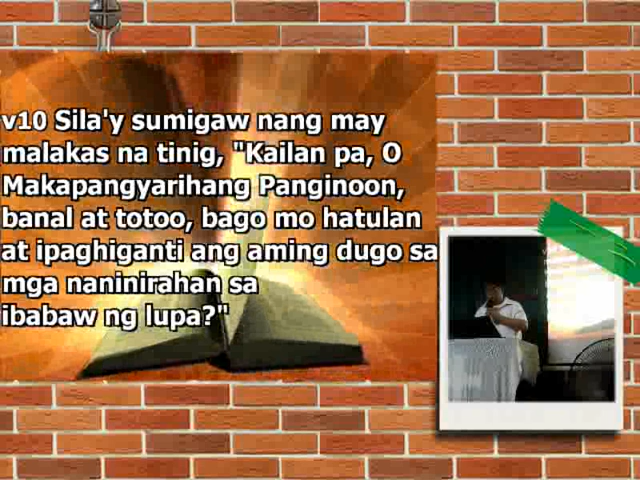 v10 Sila'y sumigaw nang may
malakas na tinig, "Kailan pa, O
Makapangyarihang Panginoon,
banal at totoo, bago mo hatulan
at ipaghiganti ang aming dugo sa
mga naninirahan sa
ibabaw ng lupa?"